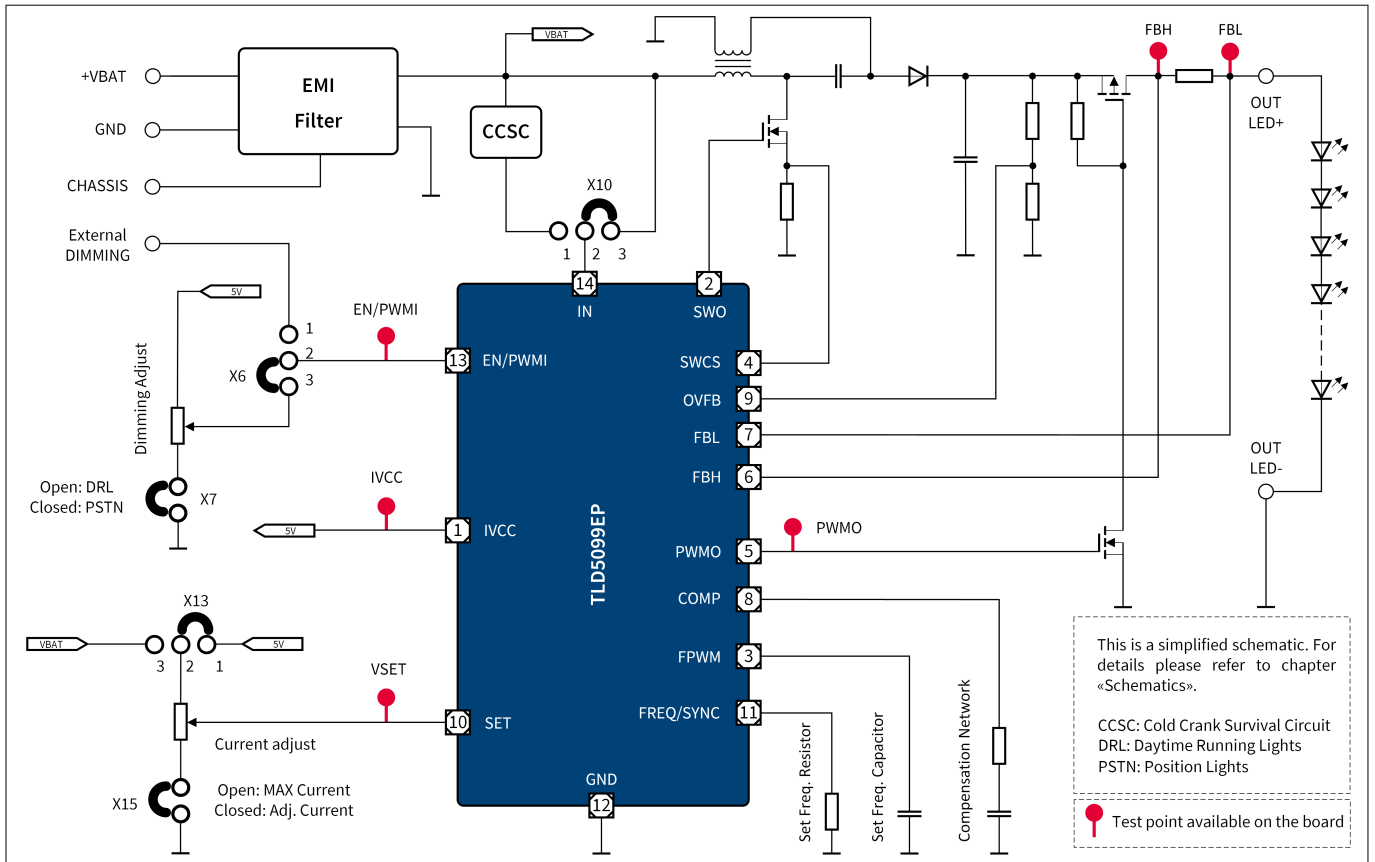 VBAT
FBH
FBL
+VBAT
EMI
Filter
GND
CCSC
CHASSIS
OUT
LED+
X10
External
DIMMING
1
2
3
5V
14
IN
2
SWO
EN/PWMI
1
2
3
X6
13
EN/PWMI
SWCS
4
OVFB
9
FBL
7
FBH
6
Dimming Adjust
OUT
LED-
Open: DRL
Closed: PSTN
X7
IVCC
5V
1
IVCC
TLD5099EP
PWMO
5
PWMO
COMP
8
FPWM
3
FREQ/SYNC
11
X13
VBAT
3
2
1
5V
VSET
10
SET
Current adjust
X15
Open: MAX Current
Closed: Adj. Current
GND
12
Set Freq. Resistor
Set Freq. Capacitor
Compensation Network
This is a simplified schematic. For
details please refer to chapter
«Schematics».
CCSC: Cold Crank Survival Circuit
DRL: Daytime Running Lights
PSTN: Position Lights
Test point available on the board